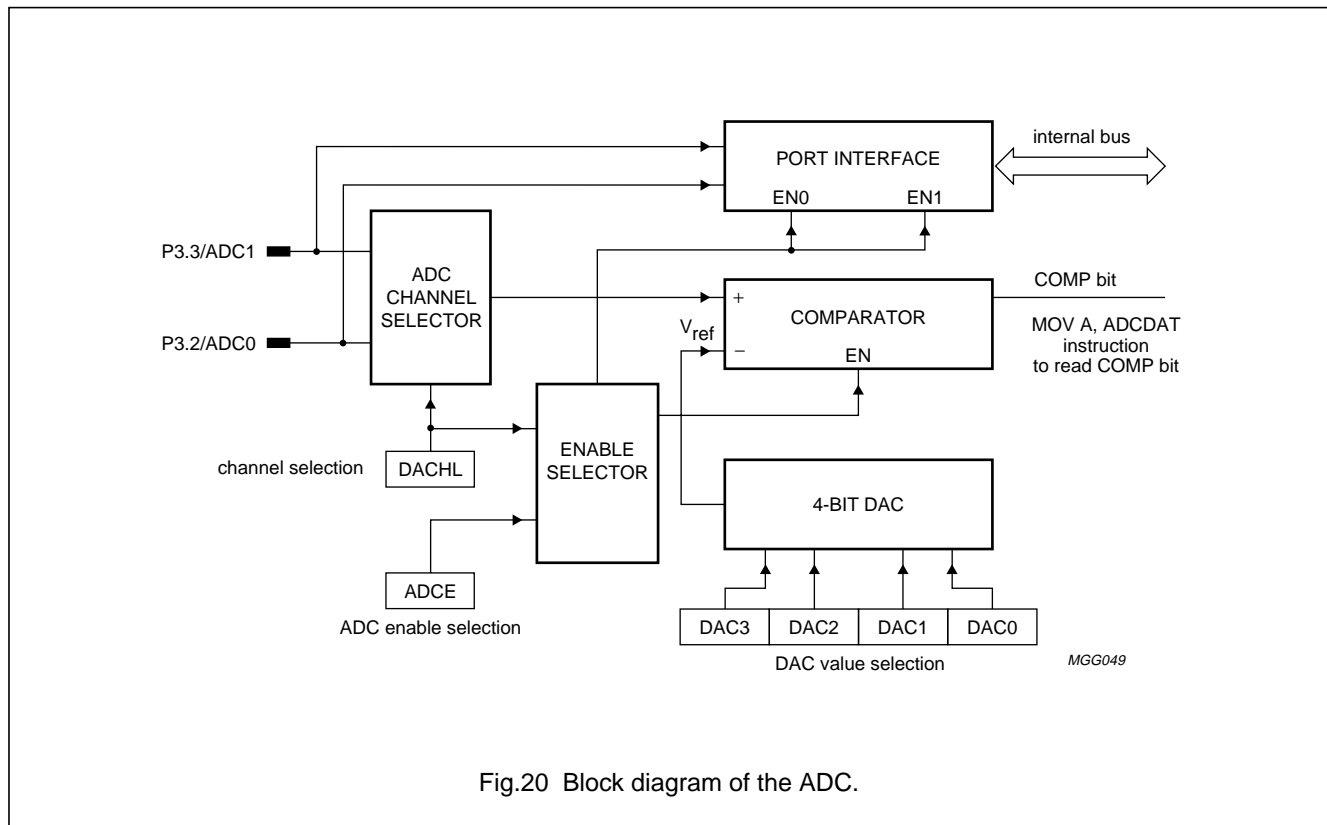 internal bus
PORT INTERFACE
EN0 EN1
P3.3/ADC1
ADC
CHANNEL
SELECTOR
P3.2/ADC0
+
COMPARATOR
COMP bit
Vref
−
EN
MOV A, ADCDAT
instruction
to read COMP bit
channel selection
DACHL
ENABLE
SELECTOR
4-BIT DAC
ADCE
ADC enable selection
DAC3 DAC2 DAC1 DAC0
DAC value selection
MGG049
Fig.20 Block diagram of the ADC.